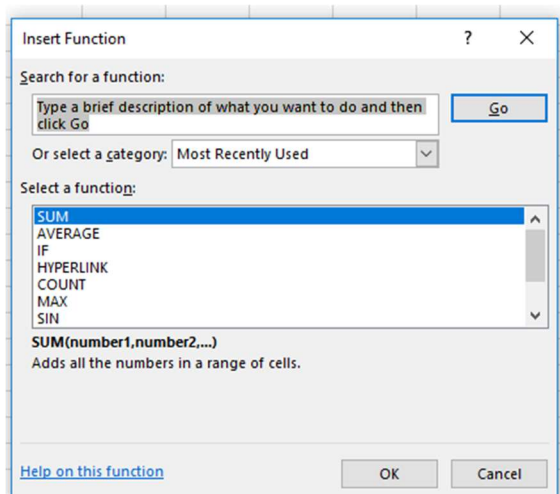 Insert Function ? ×
Search for a function:
Type a brief description of what you want to do and then
click Go
Go
Or select a category: Most Recently Used
Select a function:
SUM
AVERAGE
IF
HYPERLINK
COUNT
MAX
SIN
SUM(number1,number2,...)
Adds all the numbers in a range of cells.
Help on this function
OK Cancel